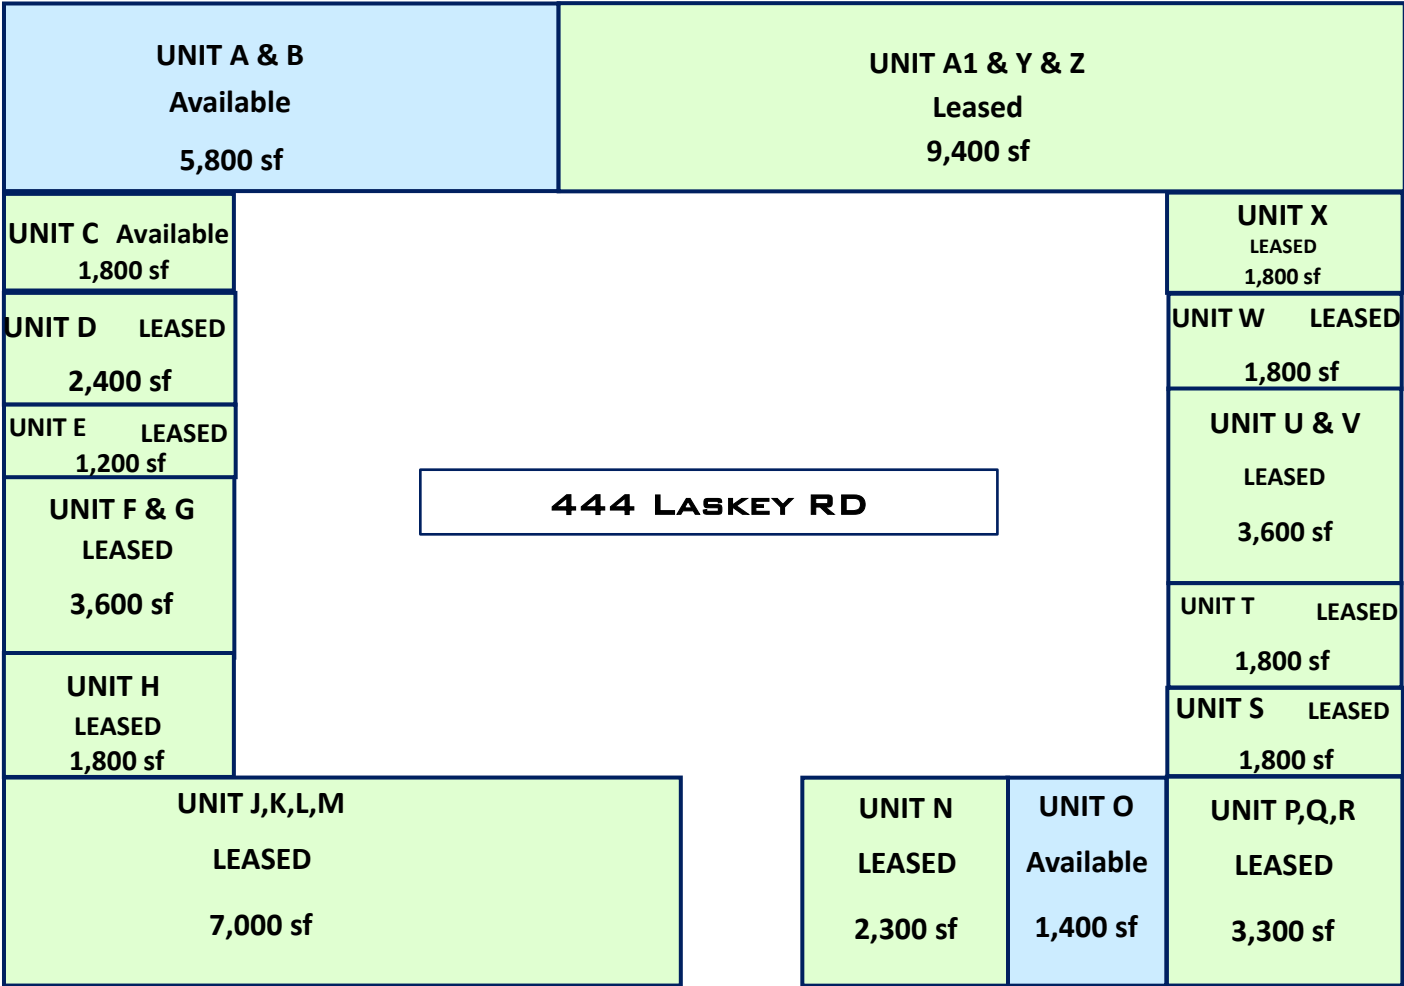 UNIT A & B
Available
5,800 sf
UNIT A1 & Y & Z
Leased
9,400 sf
UNIT C Available
1,800 sf
UNIT D LEASED
2,400 sf
UNIT E LEASED
1,200 sf
UNIT F & G
LEASED
3,600 sf
UNIT H
LEASED
1,800 sf
444 LASKEY RD
UNIT X
LEASED
1,800 sf
UNIT W LEASED
1,800 sf
UNIT U & V
LEASED
3,600 sf
UNIT T LEASED
1,800 sf
UNIT S LEASED
1,800 sf
UNIT J,K,L,M
LEASED
7,000 sf
UNIT N
LEASED
2,300 sf
UNIT O
Available
1,400 sf
UNIT P,Q,R
LEASED
3,300 sf